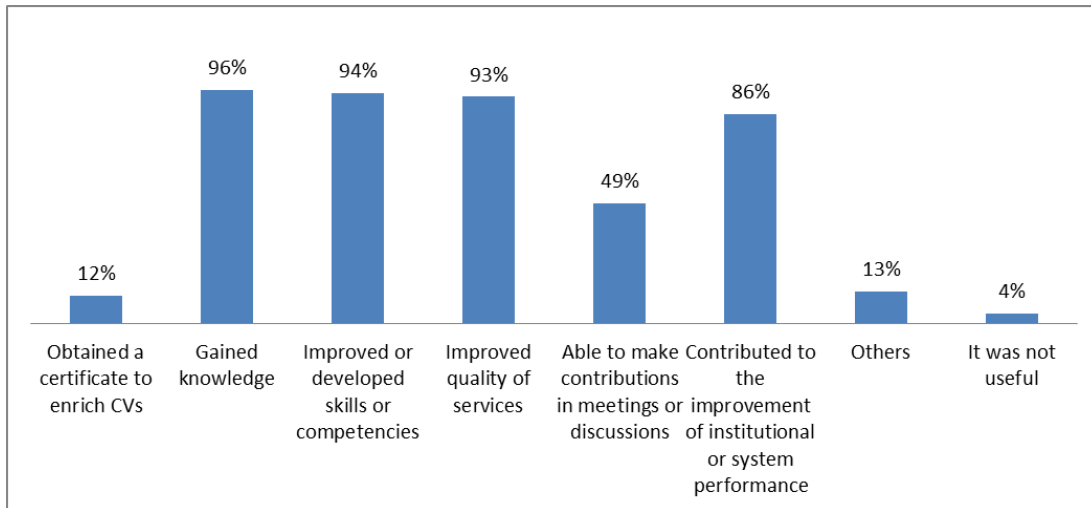 96%
94%
93%
86%
49%
12%
13%
4%
Obtained a
certificate to
enrich CVs
Gained
knowledge
Improved or
developed
skills or
competencies
Improved
quality of
services
Able to make
contributions
in meetings or
discussions
Contributed to
the
improvement
of institutional
or system
performance
Others
It was not
useful